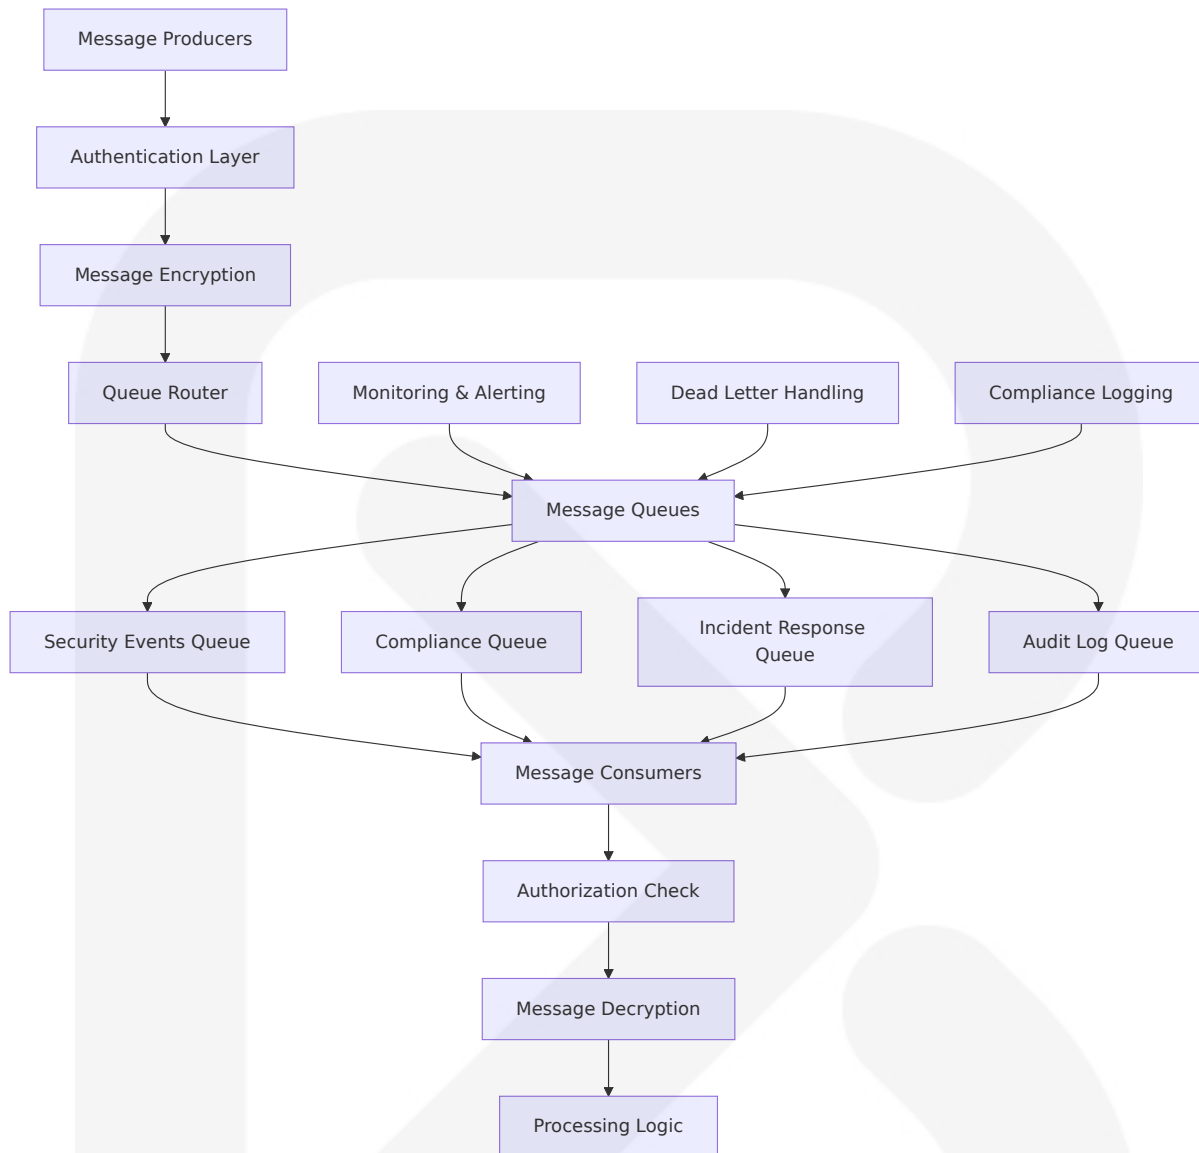 Message Producers
Authentication Layer
Message Encryption
Queue Router
Monitoring & Alerting
Dead Letter Handling
Compliance Logging
Message Queues
Security Events Queue
Compliance Queue
Incident Response
Queue
Audit Log Queue
Message Consumers
Authorization Check
Message Decryption
Processing Logic